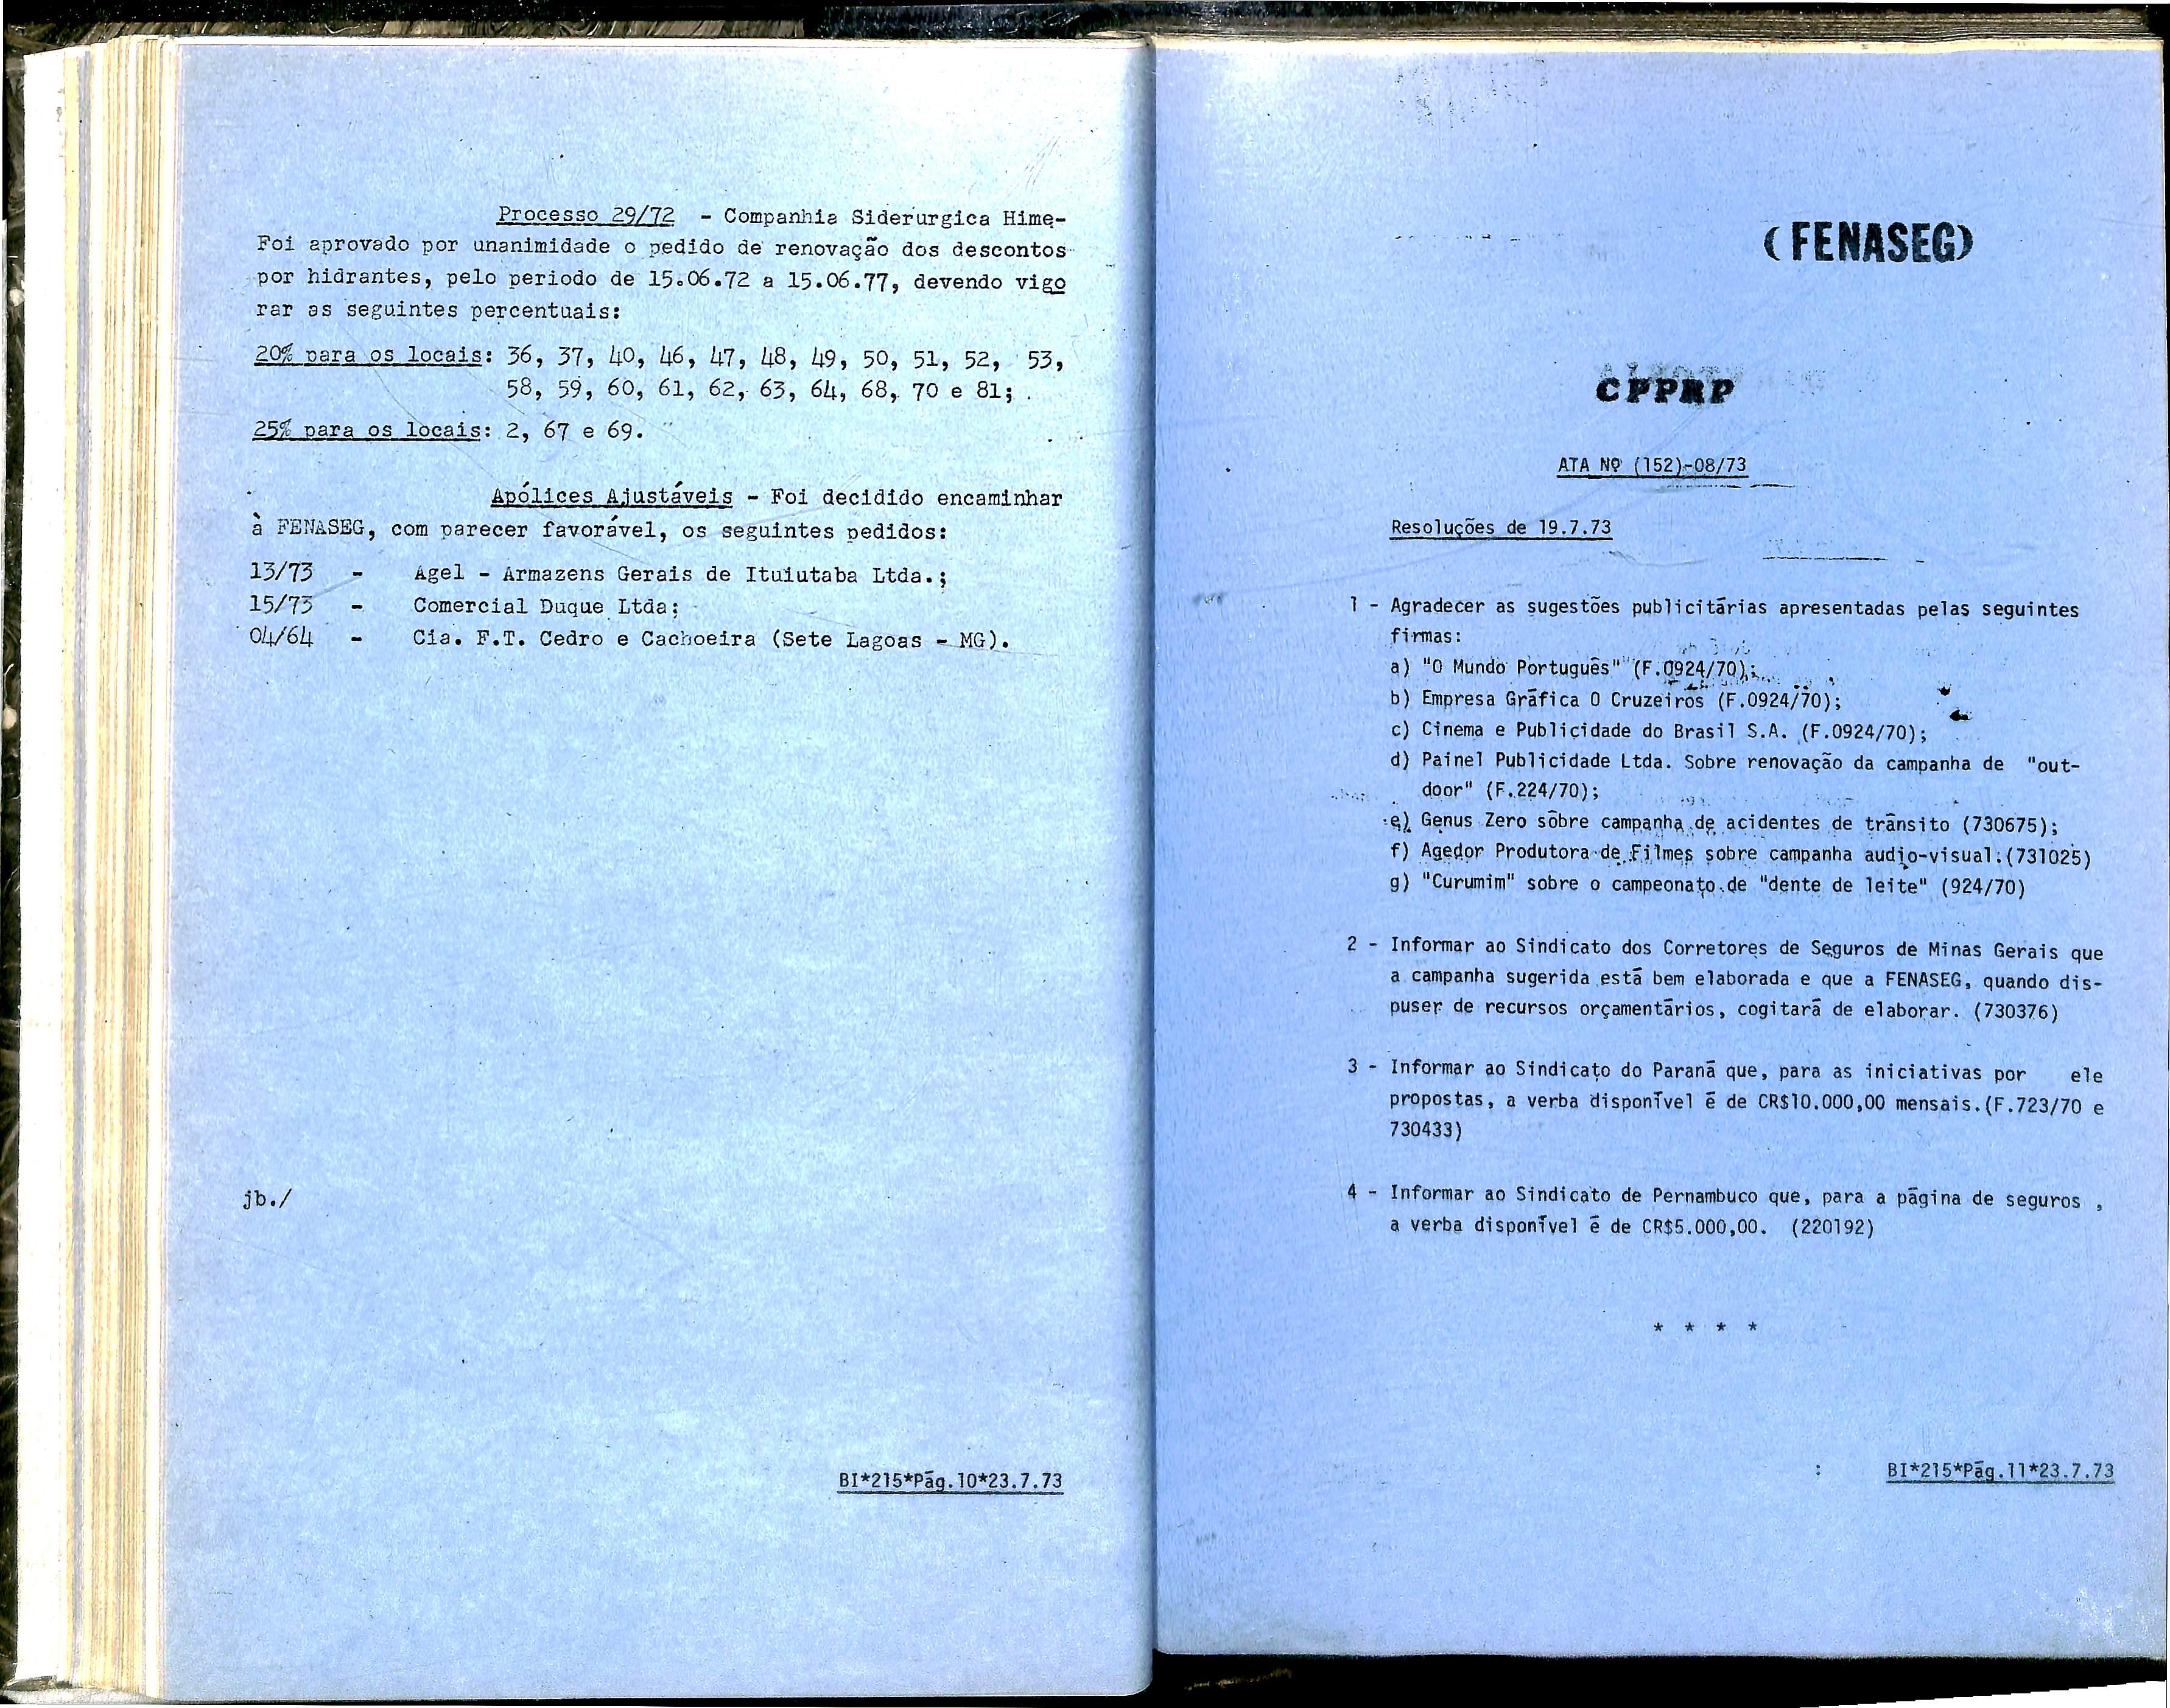 Processo 29/72 - Companhia Siderurgica Hime-
Foi aprovado por unanimidade o pedido de renovação dos descontos
por hidrantes, pelo periodo de 15.06.72 a 15.06.77, devendo vigo
rar as seguintes percentuais:
20% para os locais: 36, 37, 40, 46, 47, 48, 49, 50, 51, 52, 53,
58, 59, 60, 61, 62, 63, 64, 68, 70 e 81;
25% para os locais: 2, 67 e 69.
Apólices Ajustáveis - Foi decidido encaminhar
à FENASEG, com parecer favorável, os seguintes pedidos:
13/73 - Agel - Armazens Gerais de Ituiutaba Ltda.;
15/73 - Comercial Duque Ltda;
04/64 - Cia. F.T. Cedro e Cachoeira (Sete Lagoas - MG).
jb./
BI*215*Pág.10*23.7.73
(FENASEG)
CPPRP
ATA Nº (152)-08/73
Resoluções de 19.7.73
1 - Agradecer as sugestões publicitárias apresentadas pelas seguintes
firmas:
a) "O Mundo Português" (F.0924/70);
b) Empresa Gráfica O Cruzeiros (F.0924/70);
c) Cinema e Publicidade do Brasil S.A. (F.0924/70);
d) Painel Publicidade Ltda. Sobre renovação da campanha de "out-
door" (F.224/70);
e) Genus Zero sôbre campanha de acidentes de trânsito (730675);
f) Agedor Produtora de Filmes sobre campanha audio-visual.(731025)
g) "Curumim" sobre o campeonato de "dente de leite" (924/70)
2 - Informar ao Sindicato dos Corretores de Seguros de Minas Gerais que
a campanha sugerida está bem elaborada e que a FENASEG, quando dis-
puser de recursos orçamentários, cogitará de elaborar. (730376)
3 - Informar ao Sindicato do Paraná que, para as iniciativas por ele
propostas, a verba disponível é de CR$10.000,00 mensais.(F.723/70 e
730433)
4 - Informar ao Sindicato de Pernambuco que, para a página de seguros ,
a verba disponível é de CR$5.000,00. (220192)
* * * *
BI*215*Pág.11*23.7.73